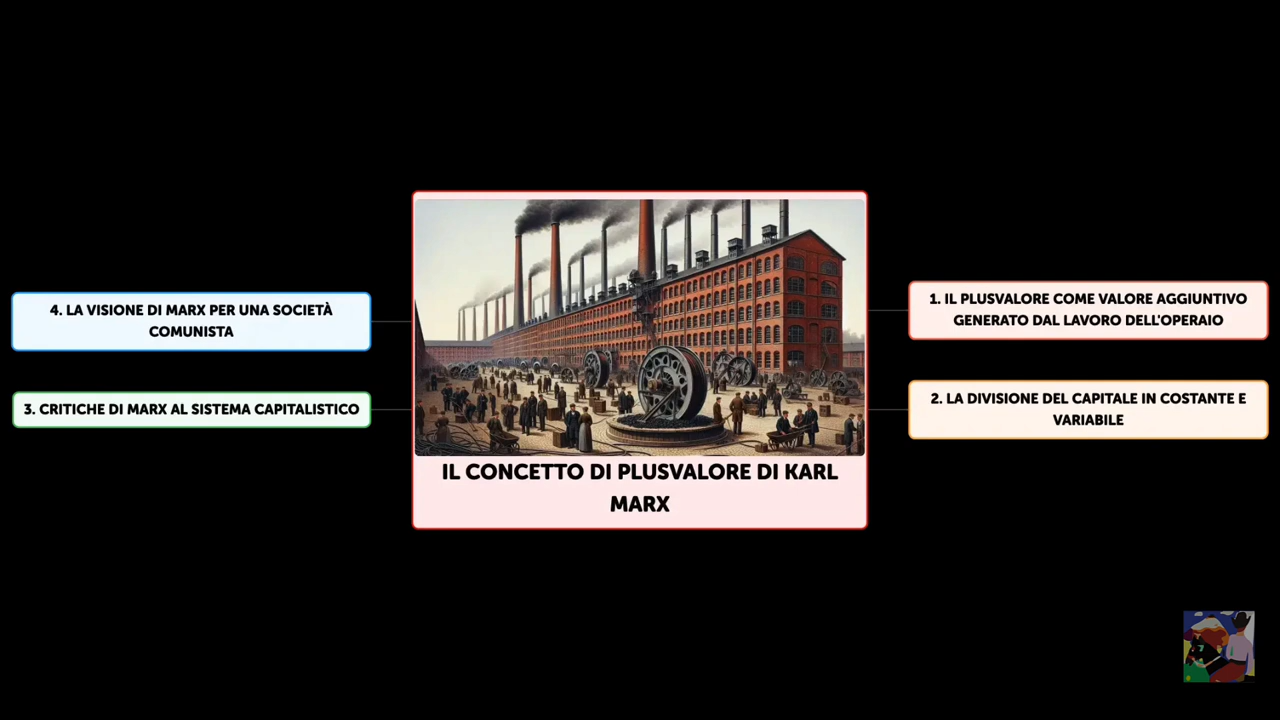 4. LA VISIONE DI MARX PER UNA SOCIETÀ
COMUNISTA
3. CRITICHE DI MARX AL SISTEMA CAPITALISTICO
IL CONCETTO DI PLUSVALORE DI KARL
MARX
1. IL PLUSVALORE COME VALORE AGGIUNTIVO
GENERATO DAL LAVORO DELL'OPERAIO
2. LA DIVISIONE DEL CAPITALE IN COSTANTE E
VARIABILE